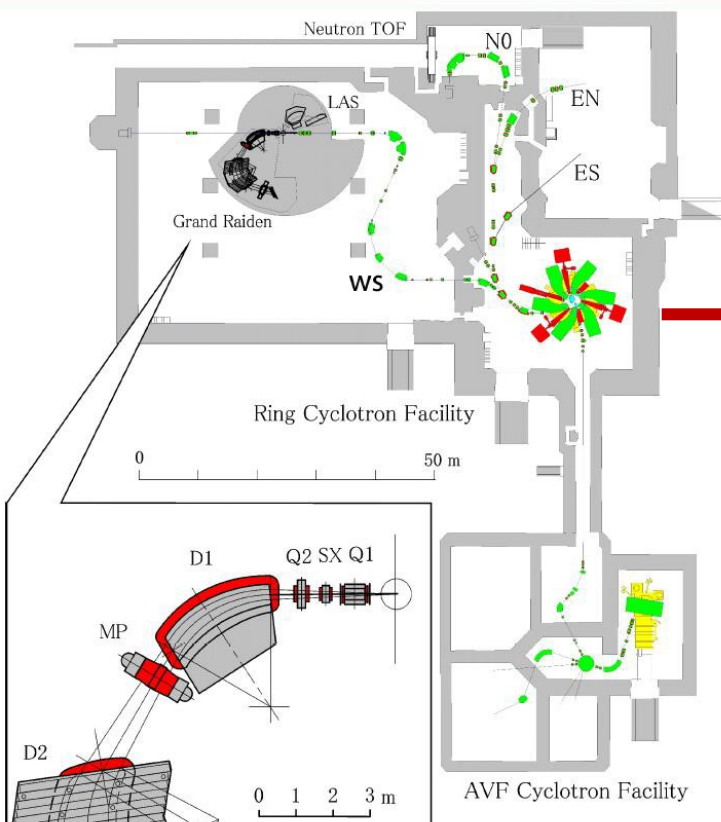 Neutron TOF
N0
LAS
EN
ES
Grand Raiden
WS
Ring Cyclotron Facility
0 50 m
D1
Q2 SX Q1
MP
D2
0 1 2 3 m
AVF Cyclotron Facility